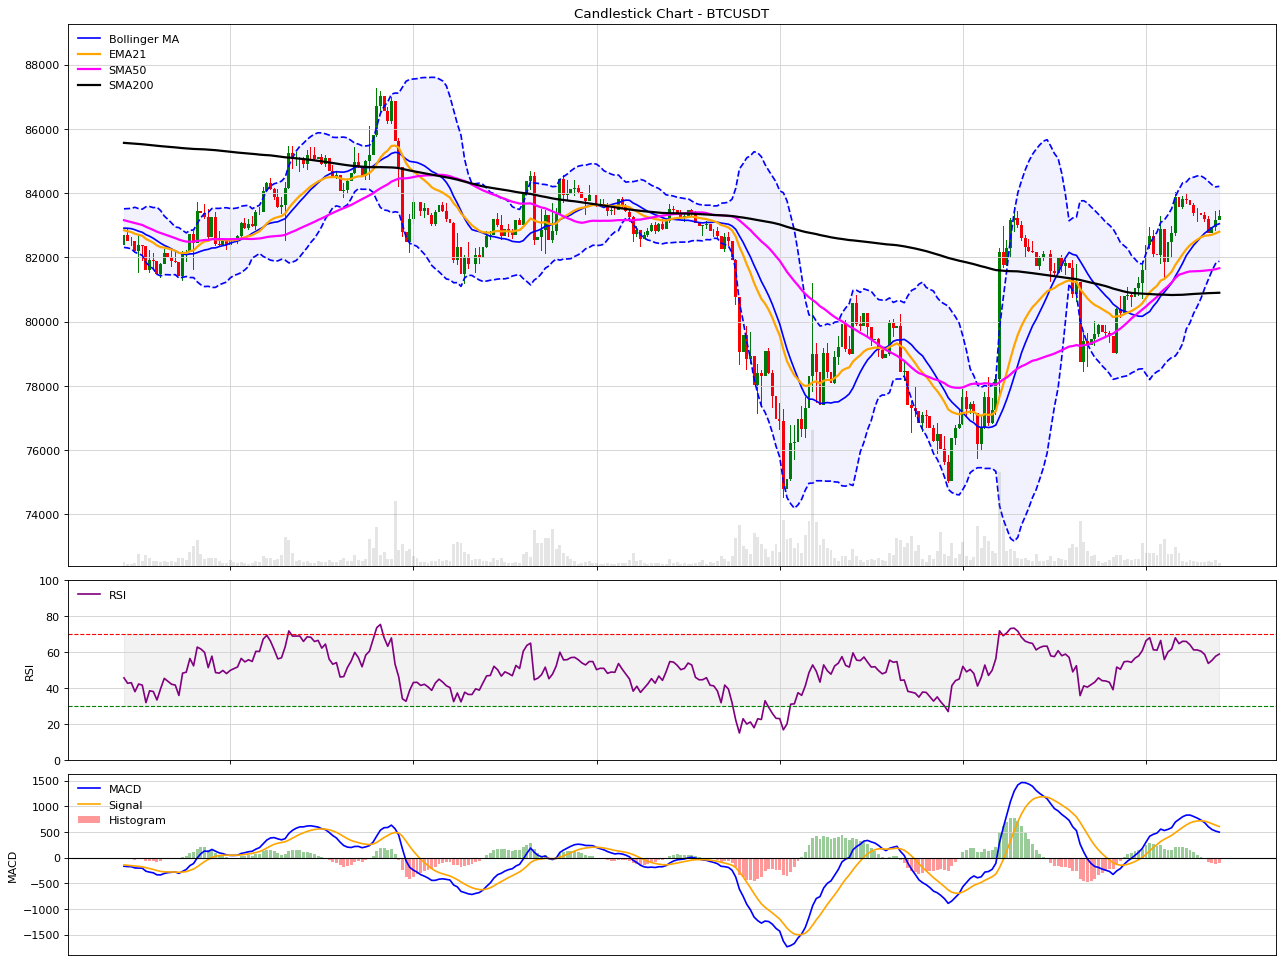 Candlestick Chart - BTCUSDT
Bollinger MA
EMA21
SMA50
SMA200
88000
86000
84000
82000
80000
78000
76000
74000
RSI
100
80
60
40
20
0
RSI
MACD
Signal
Histogram
1500
1000
500
0
−500
−1000
−1500
MACD